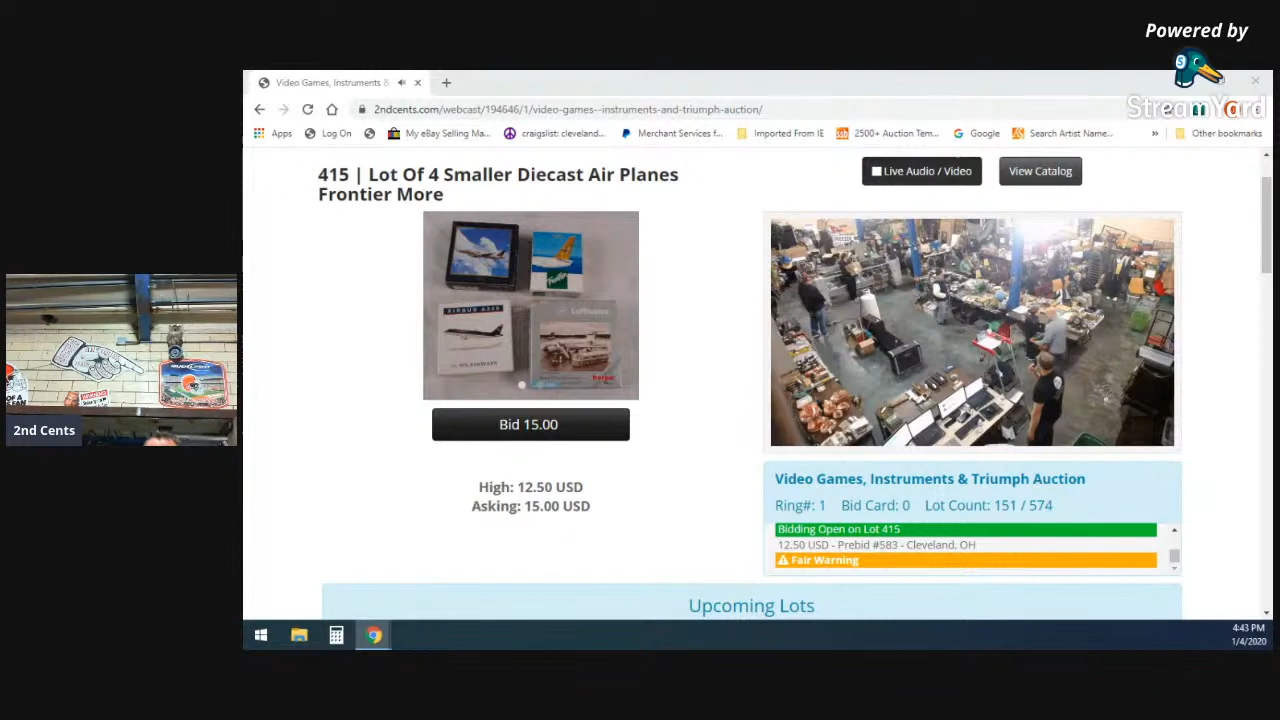 Powered by
StreamYard
Video Games, Instruments &
2ndcents.com/webcast/194646/1/video-games--instruments-and-triumph-auction/
Apps
Log On
My eBay Selling Ma...
craigslist: cleveland...
Merchant Services f...
Imported From IE
2500+ Auction Tem...
Google
Search Artist Name...
»
Other bookmarks
415 | Lot Of 4 Smaller Diecast Air Planes
Frontier More
Live Audio / Video
View Catalog
Frontier
Lufthansa
US AIRWAYS
herpa
Bid 15.00
High: 12.50 USD
Asking: 15.00 USD
2nd Cents
Video Games, Instruments & Triumph Auction
Ring#: 1 Bid Card: 0 Lot Count: 151 / 574
Bidding Open on Lot 415
12.50 USD - Prebid #583 - Cleveland, OH
Fair Warning
Upcoming Lots
4:43 PM
1/4/2020